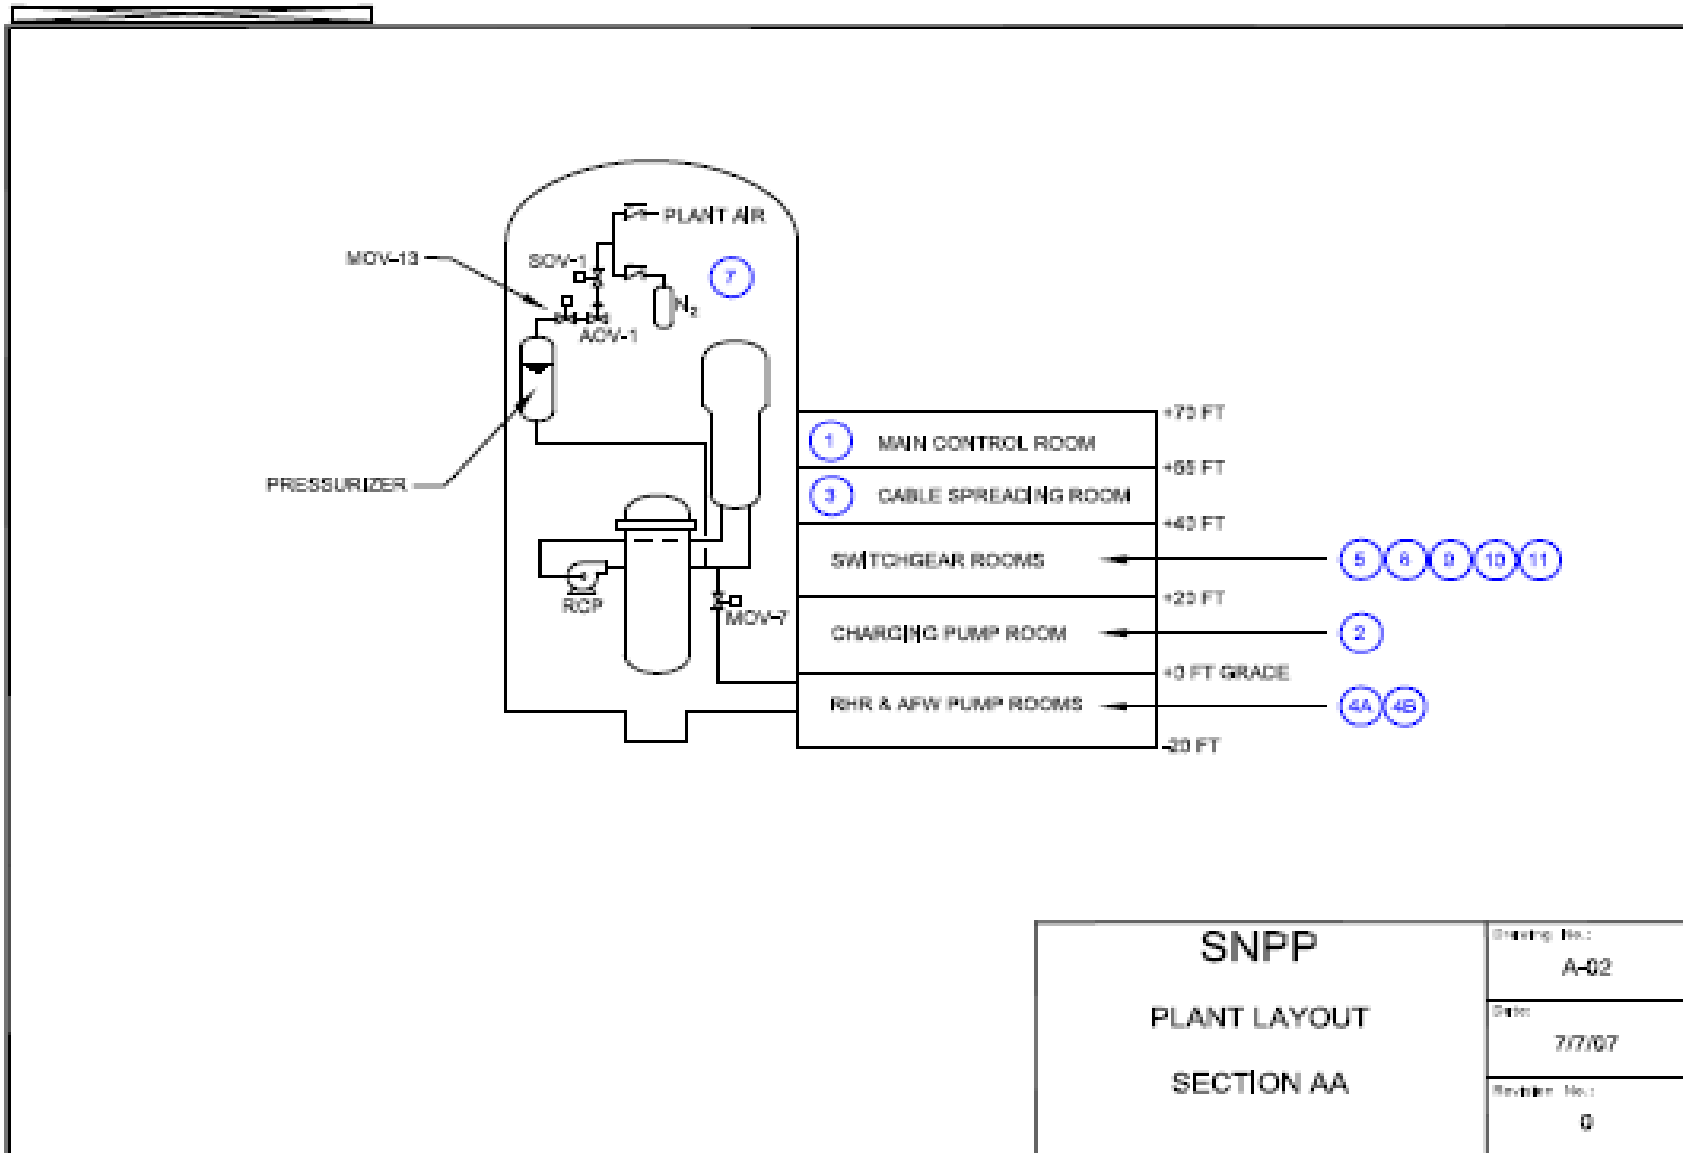 PLANT AIR
MOV-13
SOV-1
7
N2
AOV-1
+70 FT
1 MAIN CONTROL ROOM
+55 FT
PRESSURIZER
3 CABLE SPREADING ROOM
+40 FT
SWITCHGEAR ROOMS
5 8 9 10 11
+20 FT
RCP
MOV-7
CHARGING PUMP ROOM
2
+0 FT GRADE
RHR & AFW PUMP ROOMS
4A 4B
-20 FT
SNPP
PLANT LAYOUT
SECTION AA
Drawing No.:
A-02
Date:
7/7/07
Revision No.:
0